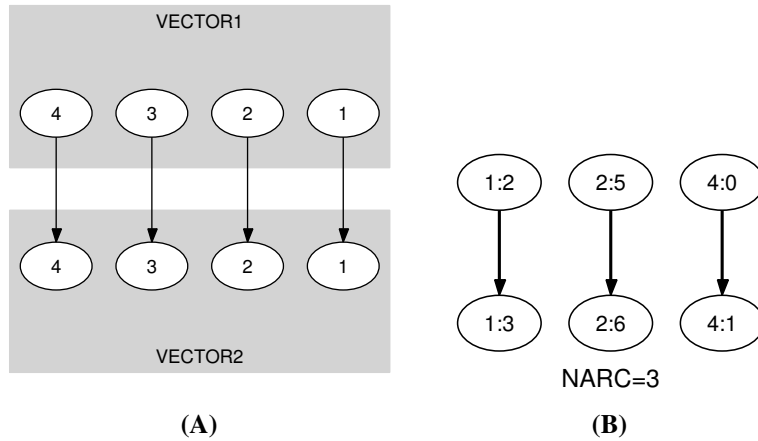 VECTOR1
4 3 2 1
4 3 2 1
VECTOR2
1:2 2:5 4:0
1:3 2:6 4:1
NARC=3
(A) (B)